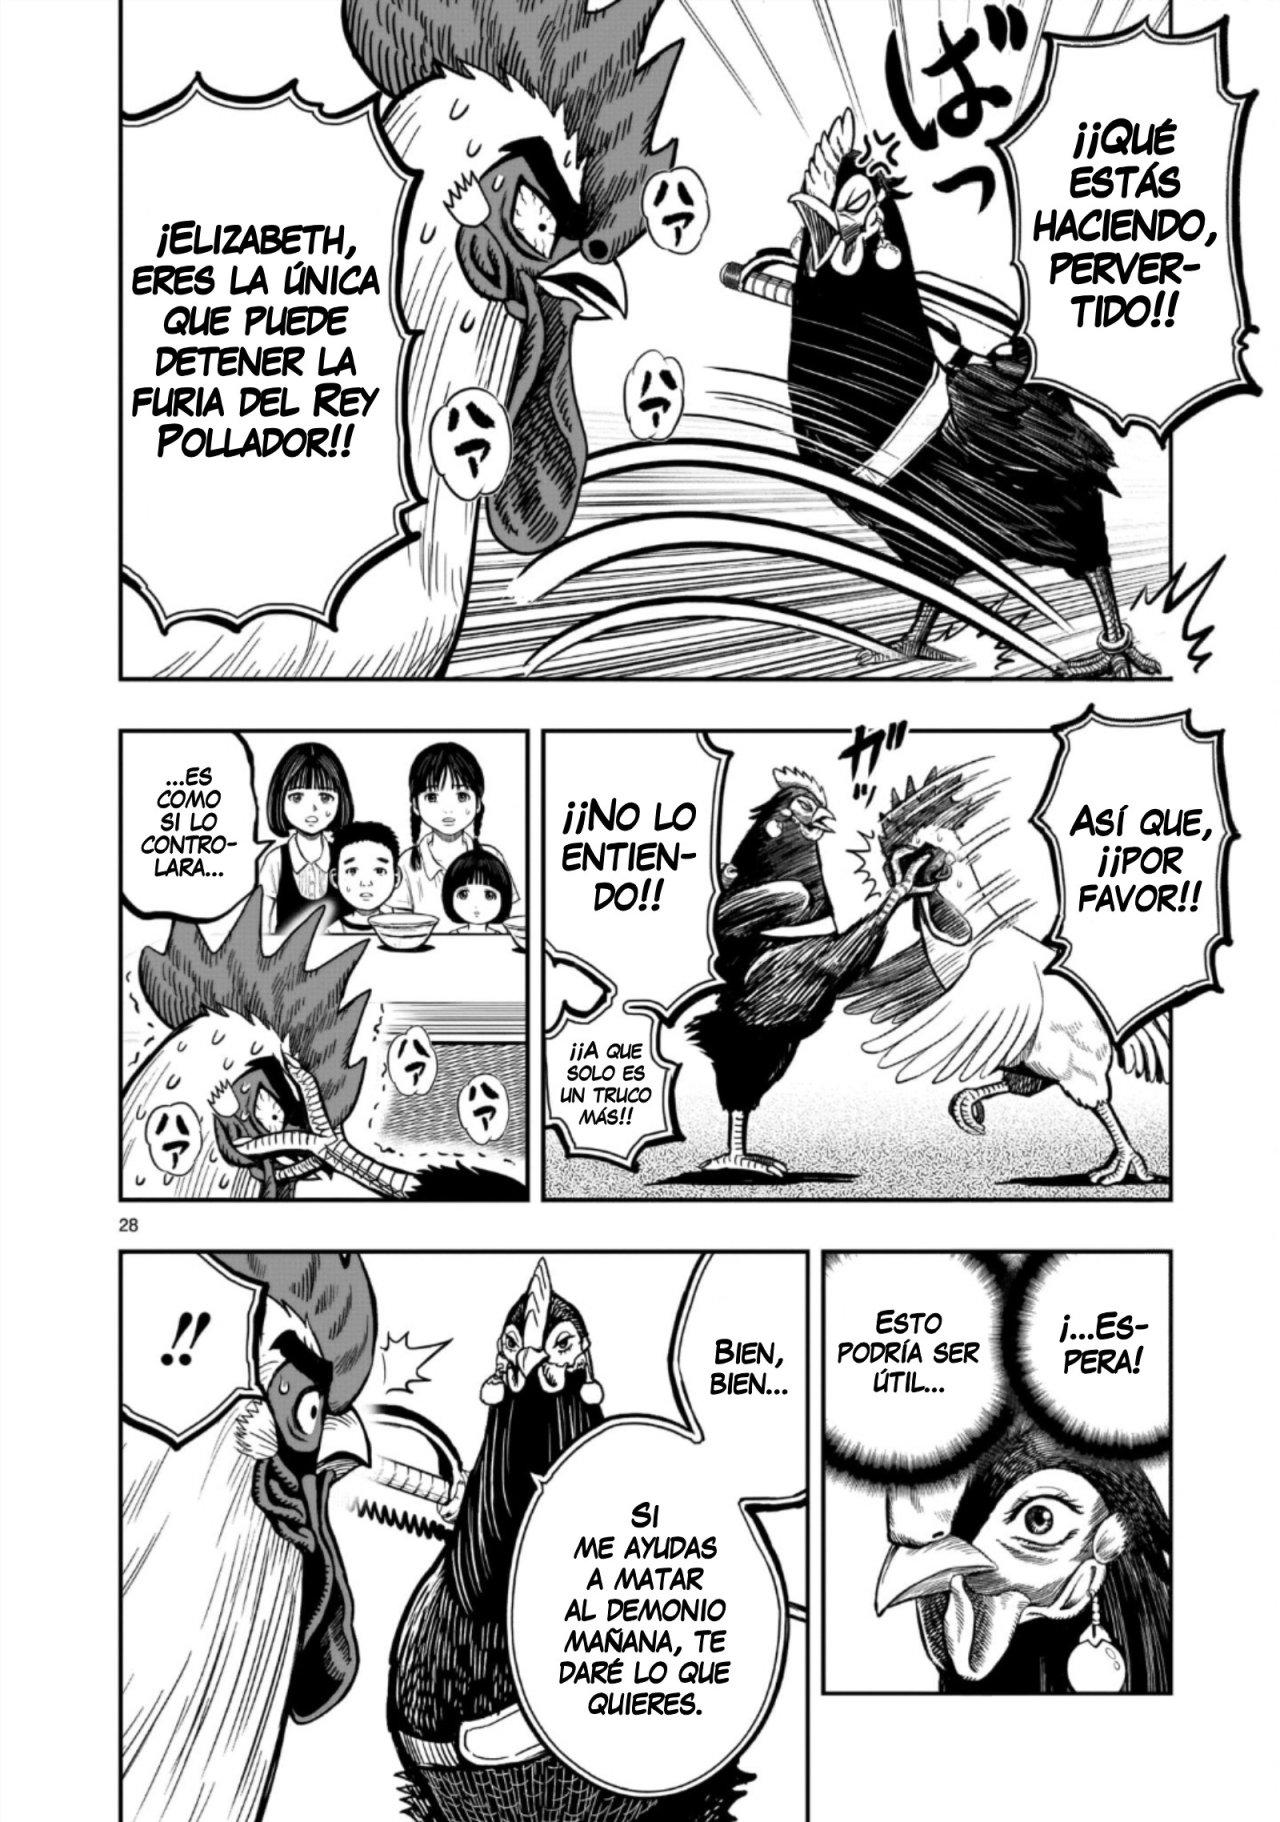 ¡¡QUÉ
ESTÁS
HACIENDO,
PERVER-
TIDO!!
ばっ
¡ELIZABETH,
ERES LA ÚNICA
QUE PUEDE
DETENER LA
FURIA DEL REY
POLLADOR!!
ハァ
ハァ
ハァ
ASÍ QUE,
¡¡POR
FAVOR!!
ガッ
¡¡NO LO
ENTIEN-
DO!!
¡¡A QUE
SOLO ES
UN TRUCO
MÁS!!
...ES
COMO
SI LO
CONTRO-
LARA...
ハァ
ハァ
ハァ
28
¡...ES-
PERA!
ESTO
PODRÍA SER
ÚTIL...
BIEN,
BIEN...
SI
ME AYUDAS
A MATAR
AL DEMONIO
MAÑANA, TE
DARÉ LO QUE
QUIERES.
!!